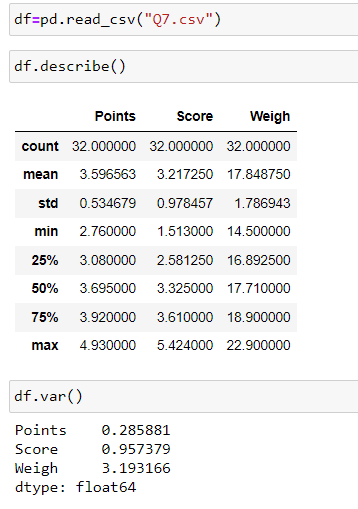 df=pd.read_csv("Q7.csv")
df.describe()
Points Score Weigh
count 32.000000 32.000000 32.000000
mean 3.596563 3.217250 17.848750
std 0.534679 0.978457 1.786943
min 2.760000 1.513000 14.500000
25% 3.080000 2.581250 16.892500
50% 3.695000 3.325000 17.710000
75% 3.920000 3.610000 18.900000
max 4.930000 5.424000 22.900000
df.var()
Points 0.285881
Score 0.957379
Weigh 3.193166
dtype: float64